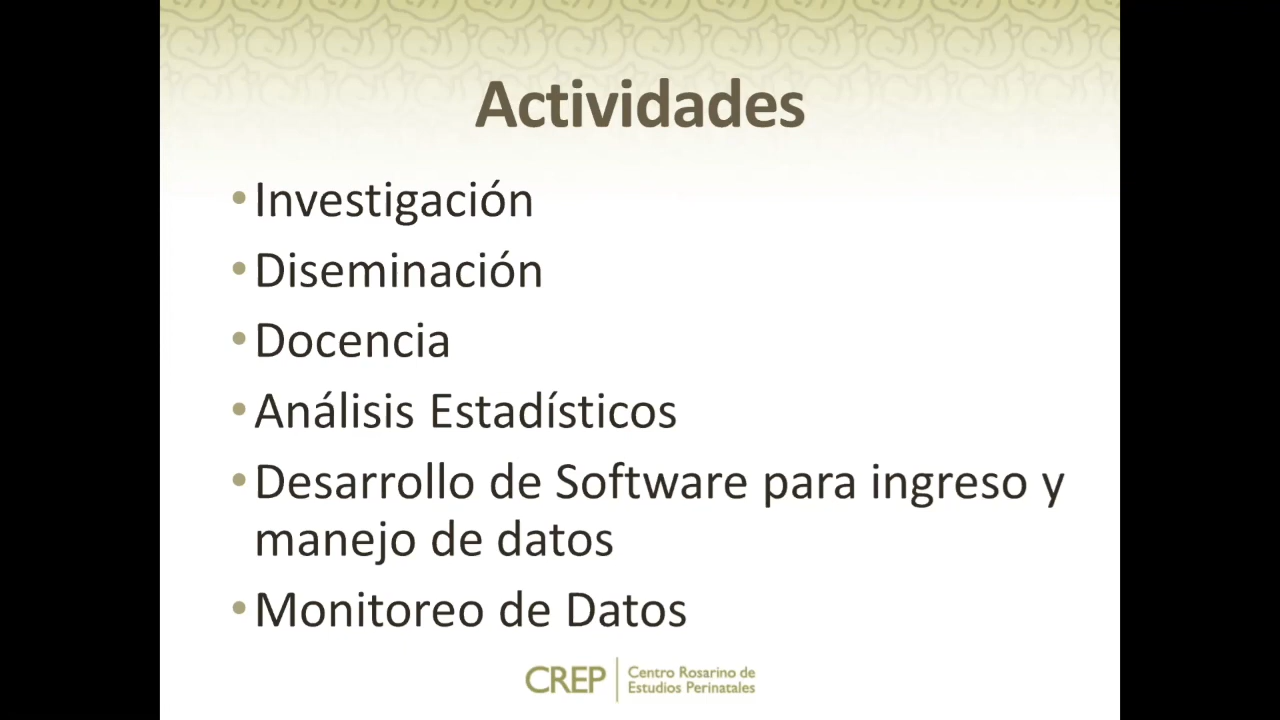 Actividades
• Investigación
• Diseminación
• Docencia
• Análisis Estadísticos
• Desarrollo de Software para ingreso y
manejo de datos
• Monitoreo de Datos
CREP | Centro Rosarino de
Estudios Perinatales